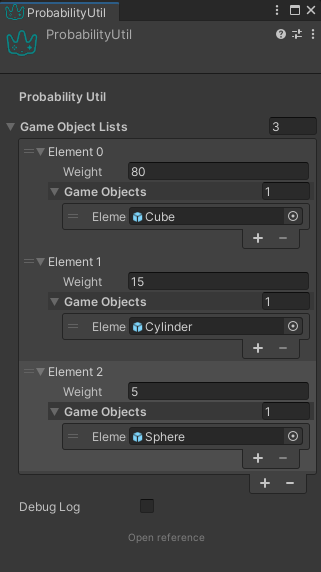 ProbabilityUtil
ProbabilityUtil
Probability Util
Game Object Lists 3
Element 0
Weight 80
Game Objects 1
Eleme Cube
Element 1
Weight 15
Game Objects 1
Eleme Cylinder
Element 2
Weight 5
Game Objects 1
Eleme Sphere
Debug Log
Open reference